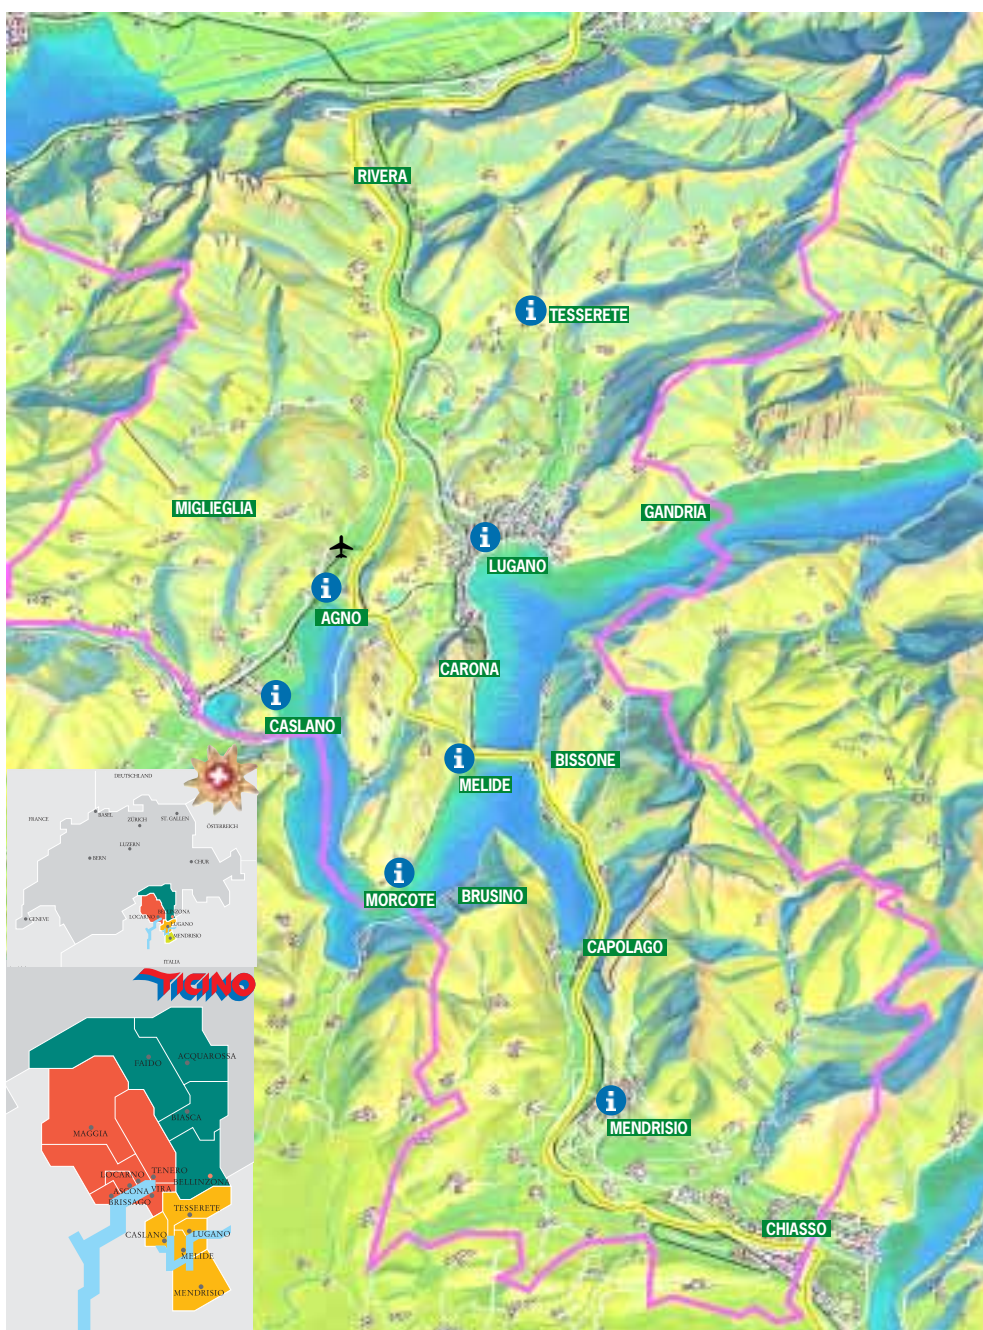 RIVERA
TESSERETE
MIGLIEGLIA
GANDRIA
LUGANO
AGNO
CARONA
CASLANO
BISSONE
MELIDE
BRUSINO
MORCOTE
CAPOLAGO
MENDRISIO
CHIASSO
DEUTSCHLAND
FRANCE
BASEL
ZÜRICH
ST. GALLEN
ÖSTERREICH
LUZERN
BERN
CHUR
BELLINZONA
LOCARNO
LUGANO
GENEVE
MENDRISIO
ITALIA
TICINO
FAIDO
ACQUAROSSA
BIASCA
MAGGIA
LOCARNO
TENERO
BELLINZONA
ASCONA
VIRA
BRISSAGO
TESSERETE
CASLANO
LUGANO
MELIDE
MENDRISIO